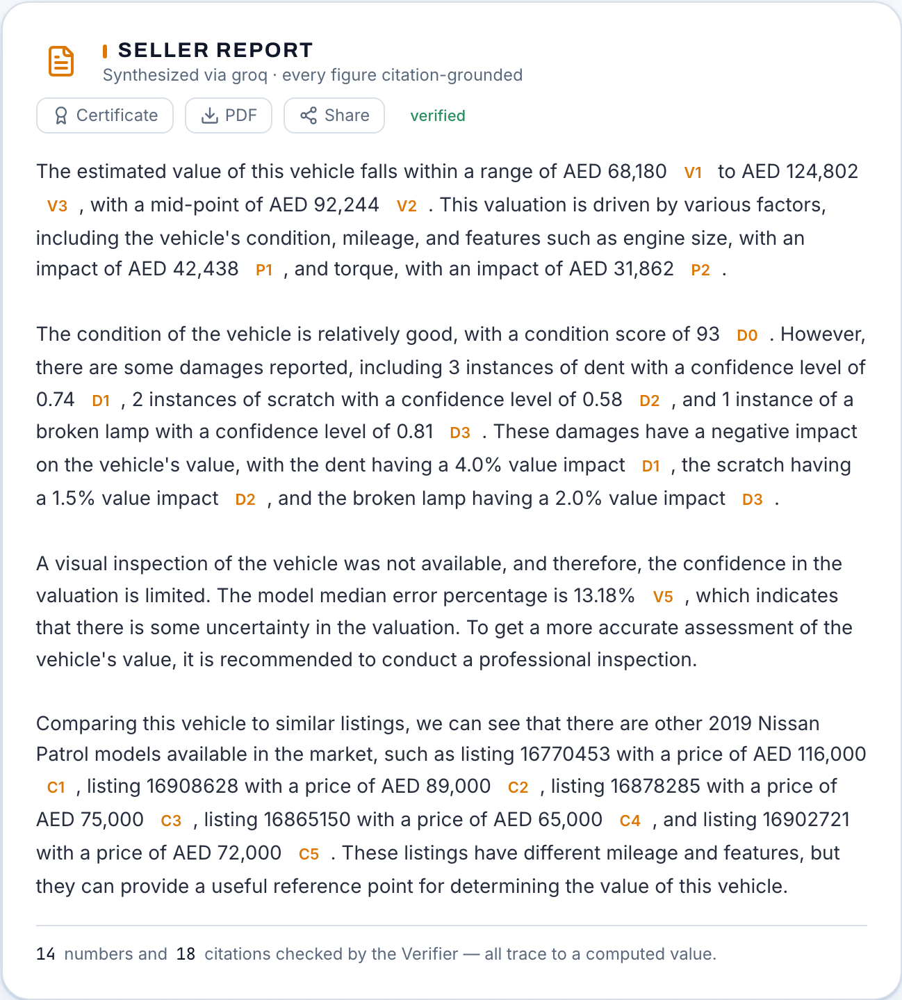 SELLER REPORT
Synthesized via groq · every figure citation-grounded
Certificate PDF Share verified
The estimated value of this vehicle falls within a range of AED 68,180 V1 to AED 124,802
V3 , with a mid-point of AED 92,244 V2 . This valuation is driven by various factors,
including the vehicle's condition, mileage, and features such as engine size, with an
impact of AED 42,438 P1 , and torque, with an impact of AED 31,862 P2 .
The condition of the vehicle is relatively good, with a condition score of 93 D0 . However,
there are some damages reported, including 3 instances of dent with a confidence level of
0.74 D1 , 2 instances of scratch with a confidence level of 0.58 D2 , and 1 instance of a
broken lamp with a confidence level of 0.81 D3 . These damages have a negative impact
on the vehicle's value, with the dent having a 4.0% value impact D1 , the scratch having
a 1.5% value impact D2 , and the broken lamp having a 2.0% value impact D3 .
A visual inspection of the vehicle was not available, and therefore, the confidence in the
valuation is limited. The model median error percentage is 13.18% V5 , which indicates
that there is some uncertainty in the valuation. To get a more accurate assessment of the
vehicle's value, it is recommended to conduct a professional inspection.
Comparing this vehicle to similar listings, we can see that there are other 2019 Nissan
Patrol models available in the market, such as listing 16770453 with a price of AED 116,000
C1 , listing 16908628 with a price of AED 89,000 C2 , listing 16878285 with a price of
AED 75,000 C3 , listing 16865150 with a price of AED 65,000 C4 , and listing 16902721
with a price of AED 72,000 C5 . These listings have different mileage and features, but
they can provide a useful reference point for determining the value of this vehicle.
14 numbers and 18 citations checked by the Verifier — all trace to a computed value.